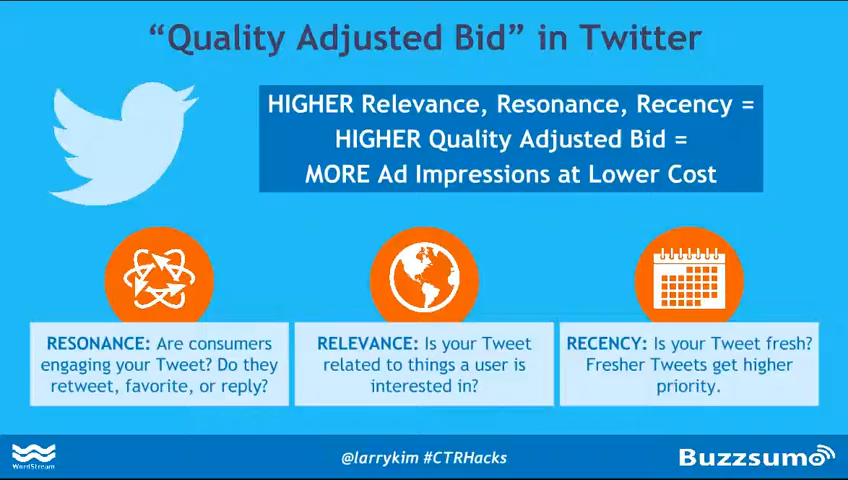 “Quality Adjusted Bid” in Twitter
HIGHER Relevance, Resonance, Recency =
HIGHER Quality Adjusted Bid =
MORE Ad Impressions at Lower Cost
RESONANCE: Are consumers
engaging your Tweet? Do they
retweet, favorite, or reply?
RELEVANCE: Is your Tweet
related to things a user is
interested in?
RECENCY: Is your Tweet fresh?
Fresher Tweets get higher
priority.
WordStream
@larrykim #CTRHacks
Buzzsumo